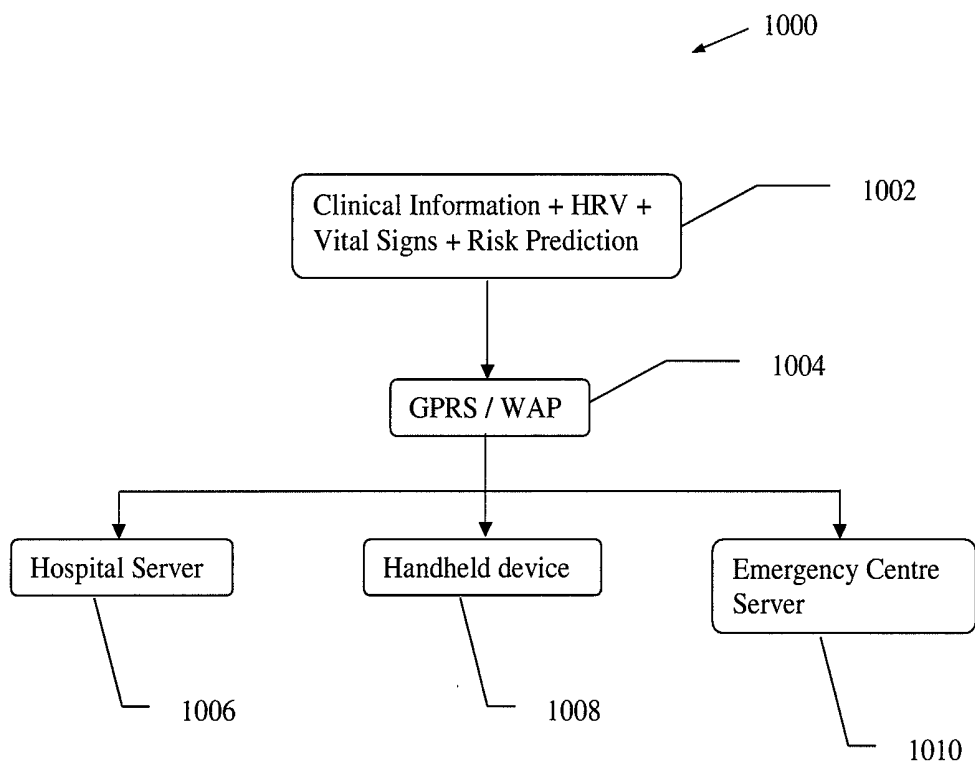 1000
Clinical Information + HRV +
Vital Signs + Risk Prediction
1002
1004
GPRS / WAP
Hospital Server
Handheld device
Emergency Centre
Server
1006
1008
1010